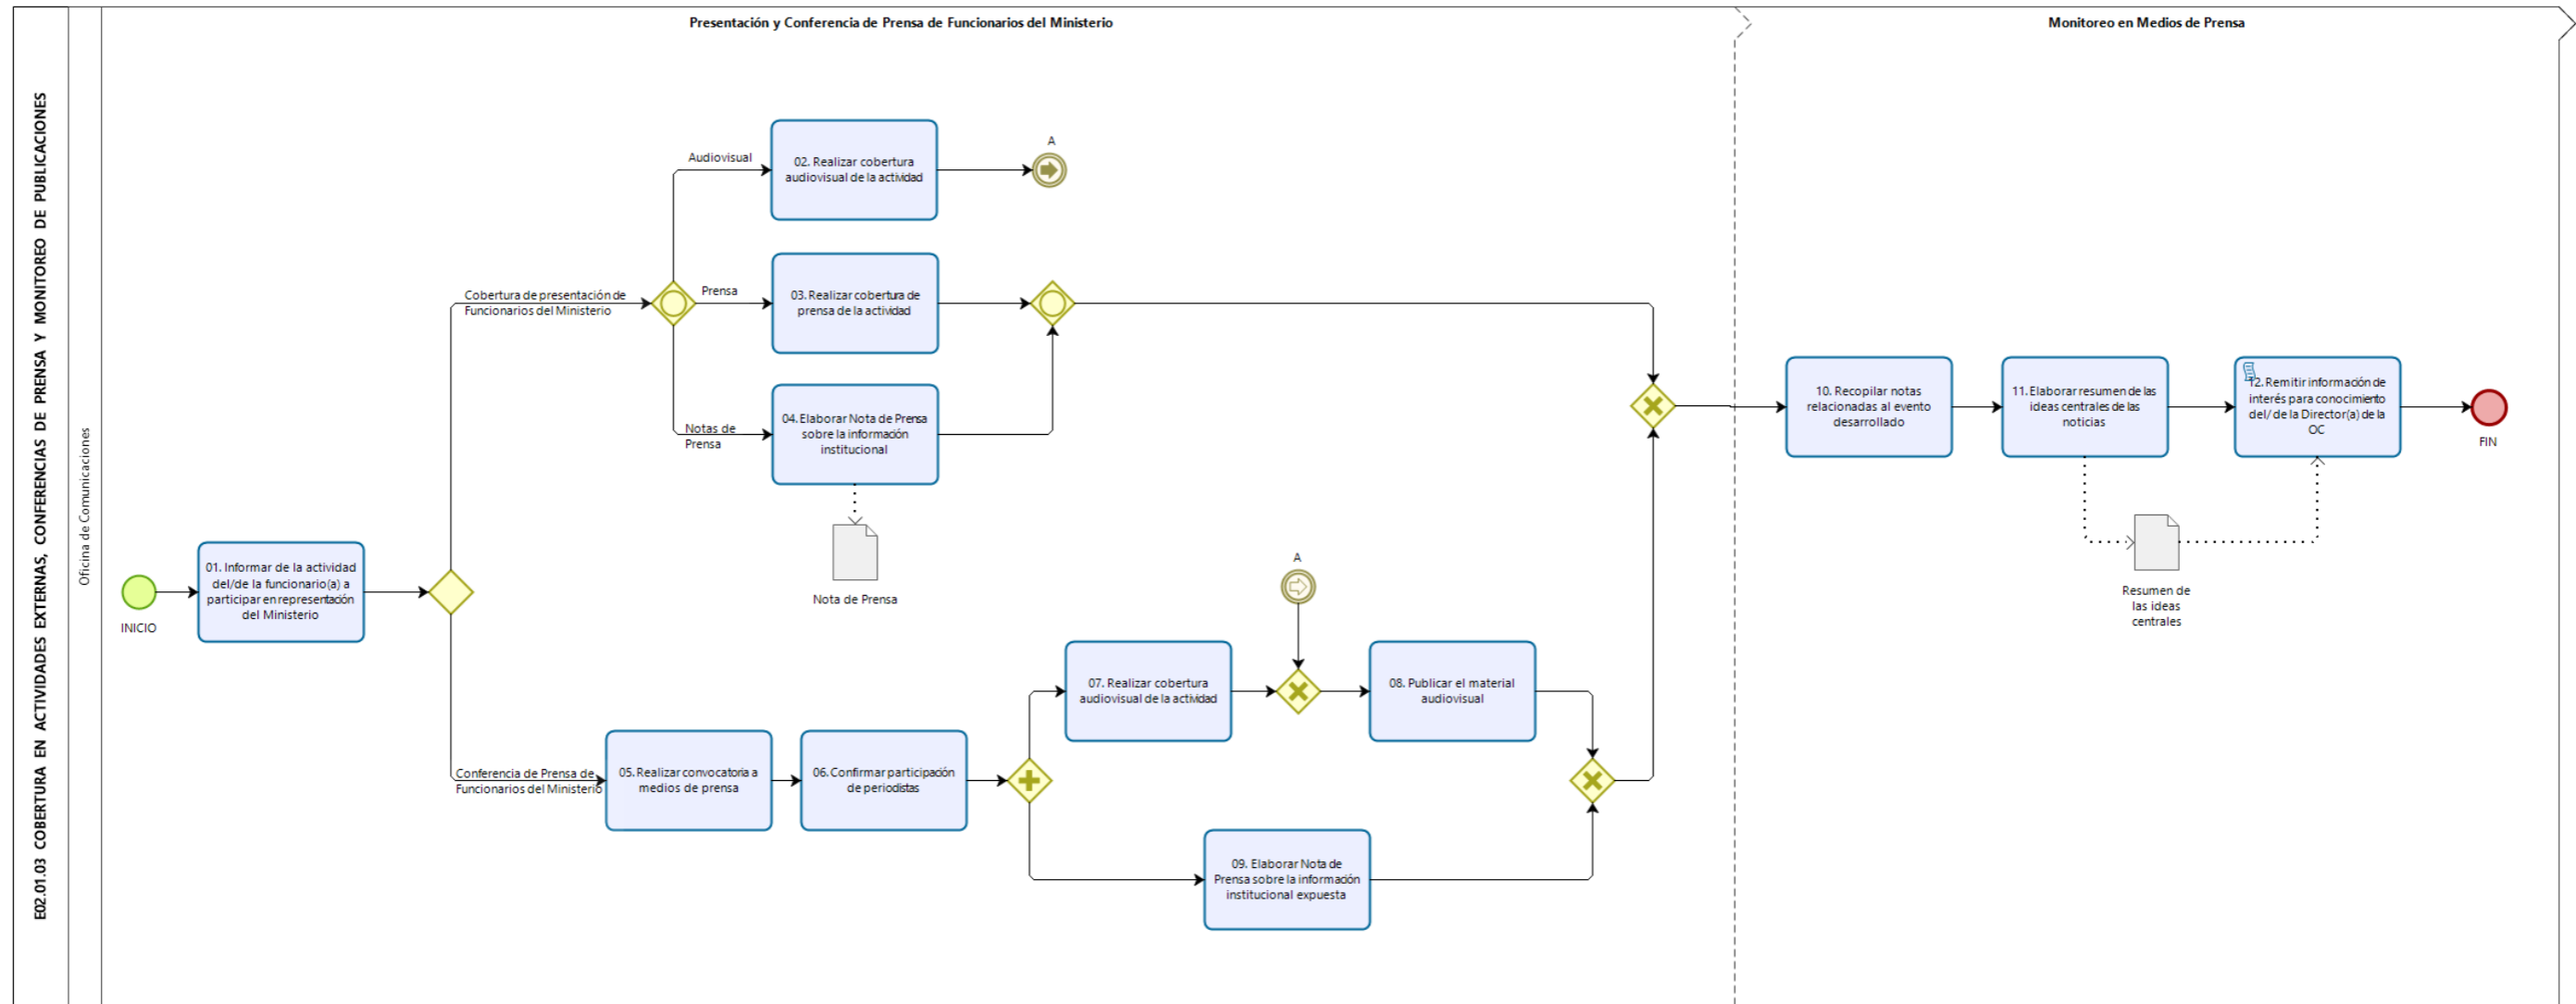 E02.01.03 COBERTURA EN ACTIVIDADES EXTERNAS, CONFERENCIAS DE PRENSA Y MONITOREO DE PUBLICACIONES
Oficina de Comunicaciones
Presentación y Conferencia de Prensa de Funcionarios del Ministerio
Monitoreo en Medios de Prensa
INICIO
01. Informar de la actividad
del/de la funcionario(a) a
participar en representación
del Ministerio
Cobertura de presentación de
Funcionarios del Ministerio
Audiovisual
02. Realizar cobertura
audiovisual de la actividad
A
Prensa
03. Realizar cobertura de
prensa de la actividad
Notas de
Prensa
04. Elaborar Nota de Prensa
sobre la información
institucional
Nota de Prensa
Conferencia de Prensa de
Funcionarios del Ministerio
05. Realizar convocatoria a
medios de prensa
06. Confirmar participación
de periodistas
07. Realizar cobertura
audiovisual de la actividad
A
08. Publicar el material
audiovisual
09. Elaborar Nota de
Prensa sobre la información
institucional expuesta
10. Recopilar notas
relacionadas al evento
desarrollado
11. Elaborar resumen de las
ideas centrales de las
noticias
Resumen de
las ideas
centrales
12. Remitir información de
interés para conocimiento
del/ de la Director(a) de la
OC
FIN